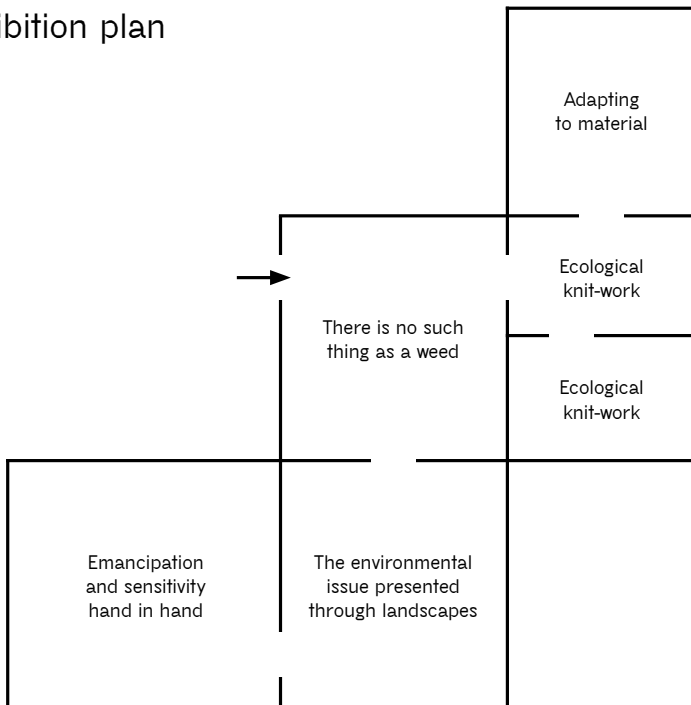 ibition plan
Adapting
to material
Ecological
knit-work
There is no such
thing as a weed
Ecological
knit-work
Emancipation
and sensitivity
hand in hand
The environmental
issue presented
through landscapes